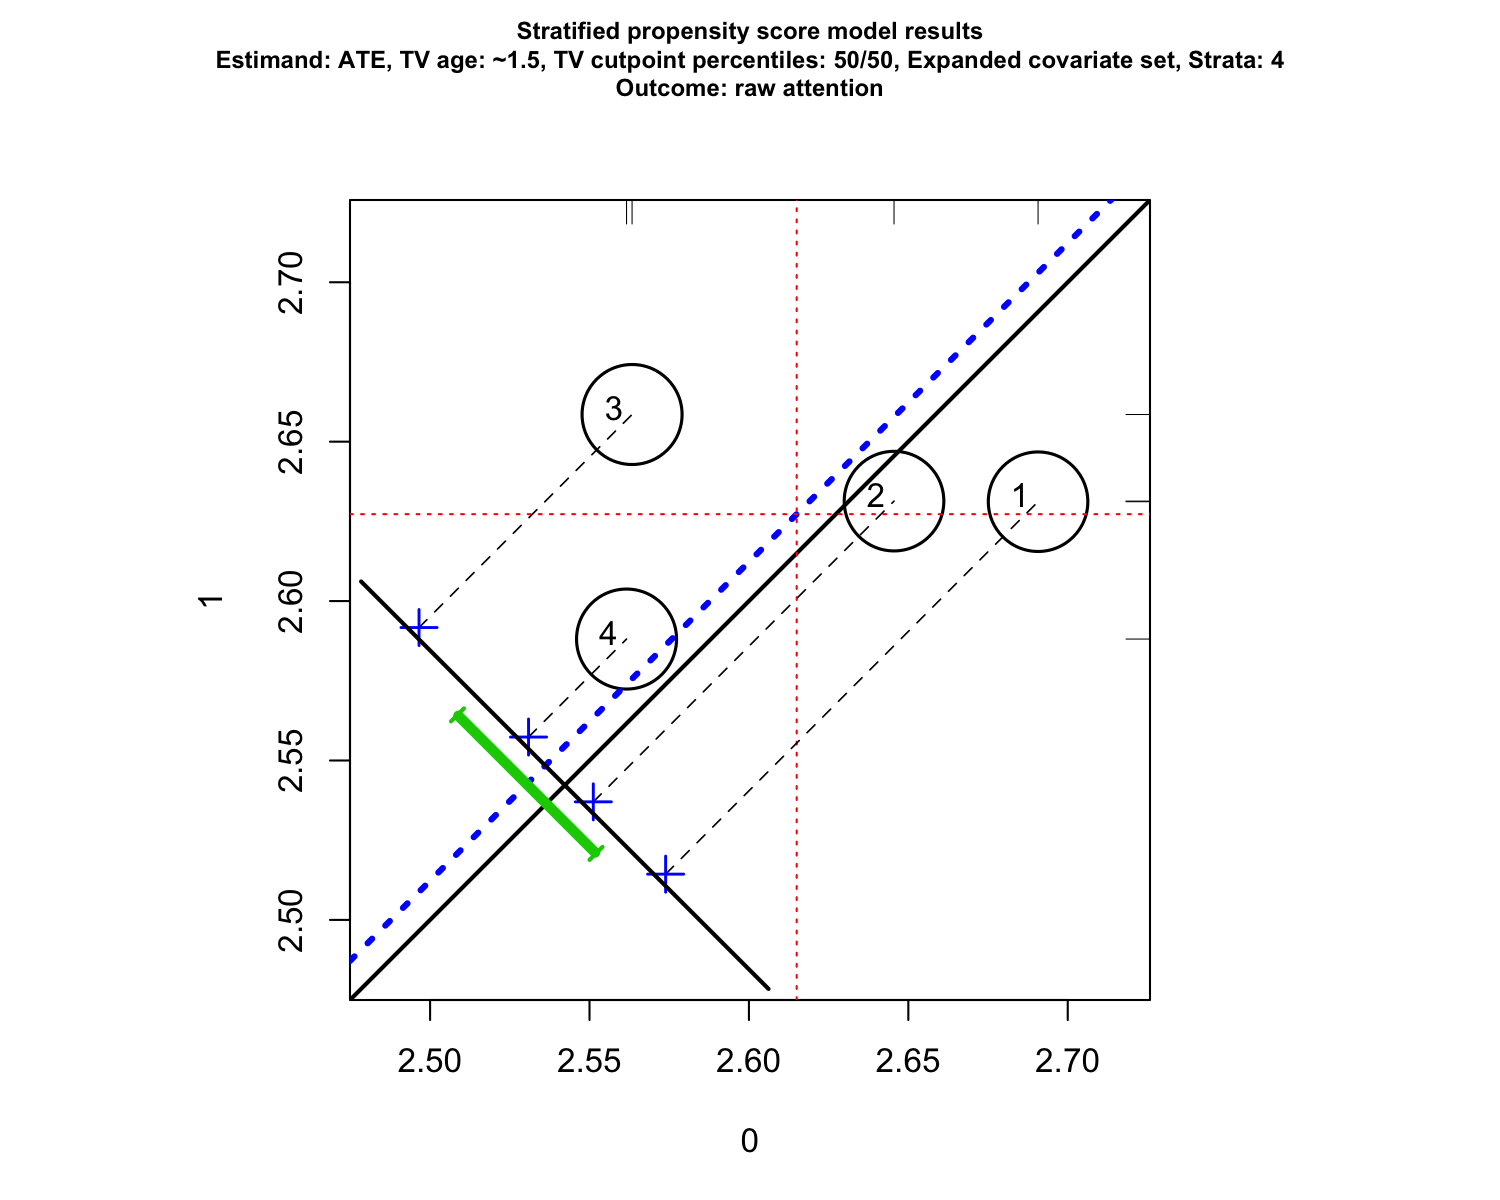 Stratified propensity score model results
Estimand: ATE, TV age: ~1.5, TV cutpoint percentiles: 50/50, Expanded covariate set, Strata: 4
Outcome: raw attention
2.70
3
2.65
2
1
2.60
1
4
2.55
2.50
2.50 2.55 2.60 2.65 2.70
0